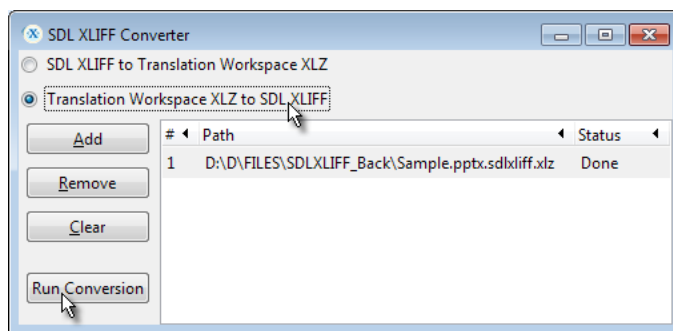 SDL XLIFF Converter
SDL XLIFF to Translation Workspace XLZ
Translation Workspace XLZ to SDL XLIFF
Add
# Path Status
1 D:\D\FILES\SDLXLIFF_Back\Sample.pptx.sdlxliff.xlz Done
Remove
Clear
Run Conversion